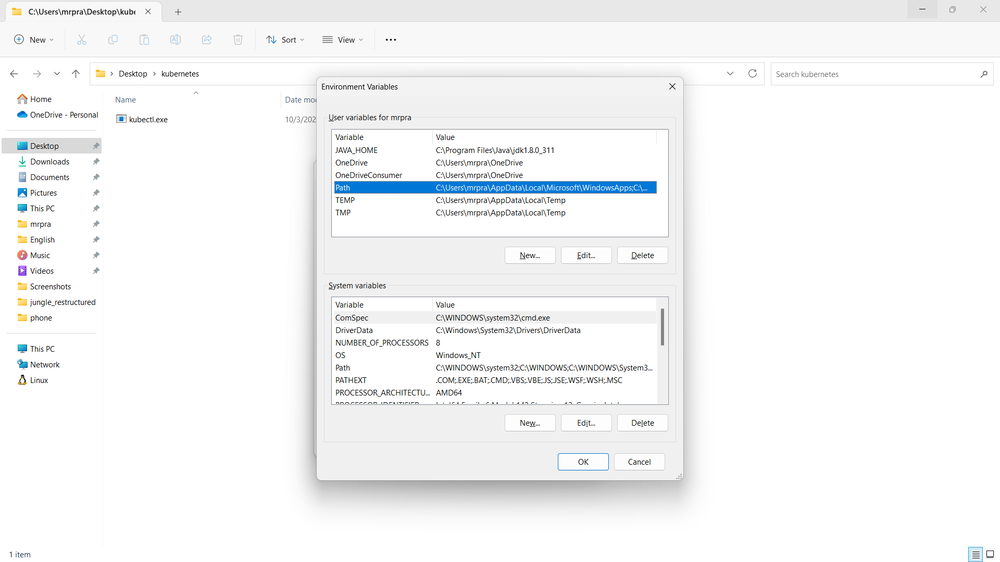 C:\Users\mrpra\Desktop\kube
New
Sort
View
Desktop
kubernetes
Search kubernetes
Home
OneDrive - Personal
Desktop
Downloads
Documents
Pictures
This PC
mrpra
English
Music
Videos
Screenshots
jungle_restructured
phone
This PC
Network
Linux
Name
Date mod
kubectl.exe
10/3/202
Environment Variables
User variables for mrpra
Variable Value
JAVA_HOME C:\Program Files\Java\jdk1.8.0_311
OneDrive C:\Users\mrpra\OneDrive
OneDriveConsumer C:\Users\mrpra\OneDrive
Path C:\Users\mrpra\AppData\Local\Microsoft\WindowsApps;C:\...
TEMP C:\Users\mrpra\AppData\Local\Temp
TMP C:\Users\mrpra\AppData\Local\Temp
New... Edit... Delete
System variables
Variable Value
ComSpec C:\WINDOWS\system32\cmd.exe
DriverData C:\Windows\System32\Drivers\DriverData
NUMBER_OF_PROCESSORS 8
OS Windows_NT
Path C:\WINDOWS\system32;C:\WINDOWS;C:\WINDOWS\System3...
PATHEXT .COM;.EXE;.BAT;.CMD;.VBS;.VBE;.JS;.JSE;.WSF;.WSH;.MSC
PROCESSOR_ARCHITECTU... AMD64
New... Edit... Delete
OK Cancel
1 item